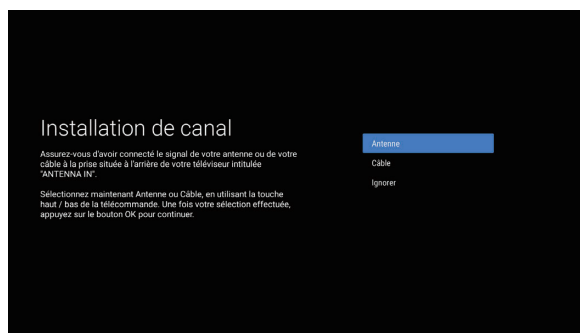 Installation de canal
Assurez-vous d'avoir connecté le signal de votre antenne ou de votre
câble à la prise située à l'arrière de votre téléviseur intitulée
"ANTENNA IN".
Sélectionnez maintenant Antenne ou Câble, en utilisant la touche
haut / bas de la télécommande. Une fois votre sélection effectuée,
appuyez sur le bouton OK pour continuer.
Antenne
Câble
Ignorer